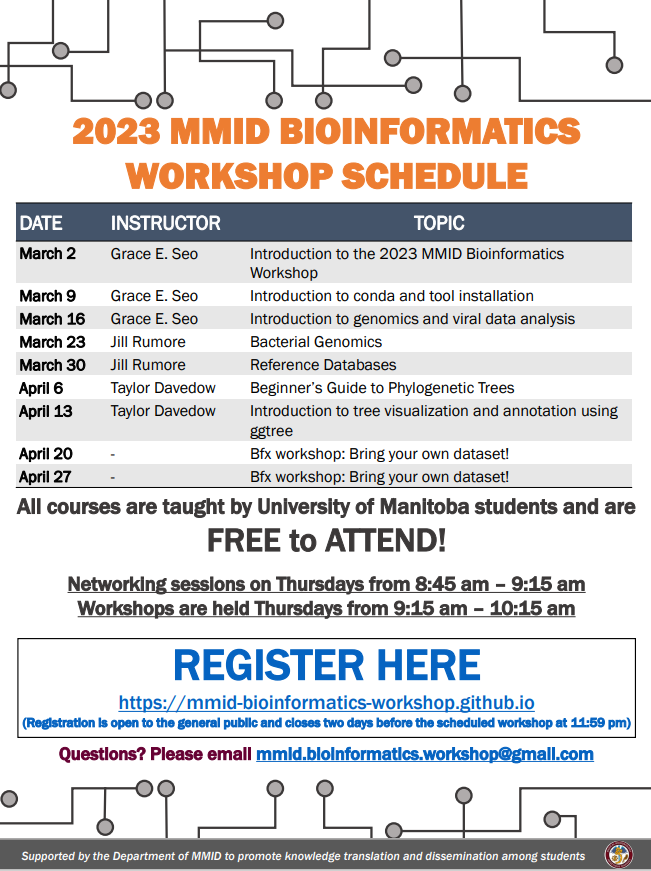 2023 MMID BIOINFORMATICS
WORKSHOP SCHEDULE
DATE INSTRUCTOR TOPIC
March 2 Grace E. Seo Introduction to the 2023 MMID Bioinformatics
Workshop
March 9 Grace E. Seo Introduction to conda and tool installation
March 16 Grace E. Seo Introduction to genomics and viral data analysis
March 23 Jill Rumore Bacterial Genomics
March 30 Jill Rumore Reference Databases
April 6 Taylor Davedow Beginner’s Guide to Phylogenetic Trees
April 13 Taylor Davedow Introduction to tree visualization and annotation using
ggtree
April 20 - Bfx workshop: Bring your own dataset!
April 27 - Bfx workshop: Bring your own dataset!
All courses are taught by University of Manitoba students and are
FREE to ATTEND!
Networking sessions on Thursdays from 8:45 am – 9:15 am
Workshops are held Thursdays from 9:15 am – 10:15 am
REGISTER HERE
https://mmid-bioinformatics-workshop.github.io
(Registration is open to the general public and closes two days before the scheduled workshop at 11:59 pm)
Questions? Please email mmid.bioinformatics.workshop@gmail.com
Supported by the Department of MMID to promote knowledge translation and dissemination among students